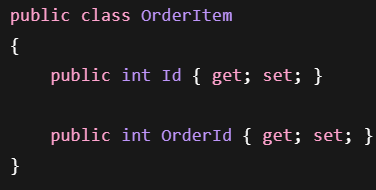 public class OrderItem
{
    public int Id { get; set; }

    public int OrderId { get; set; }
}